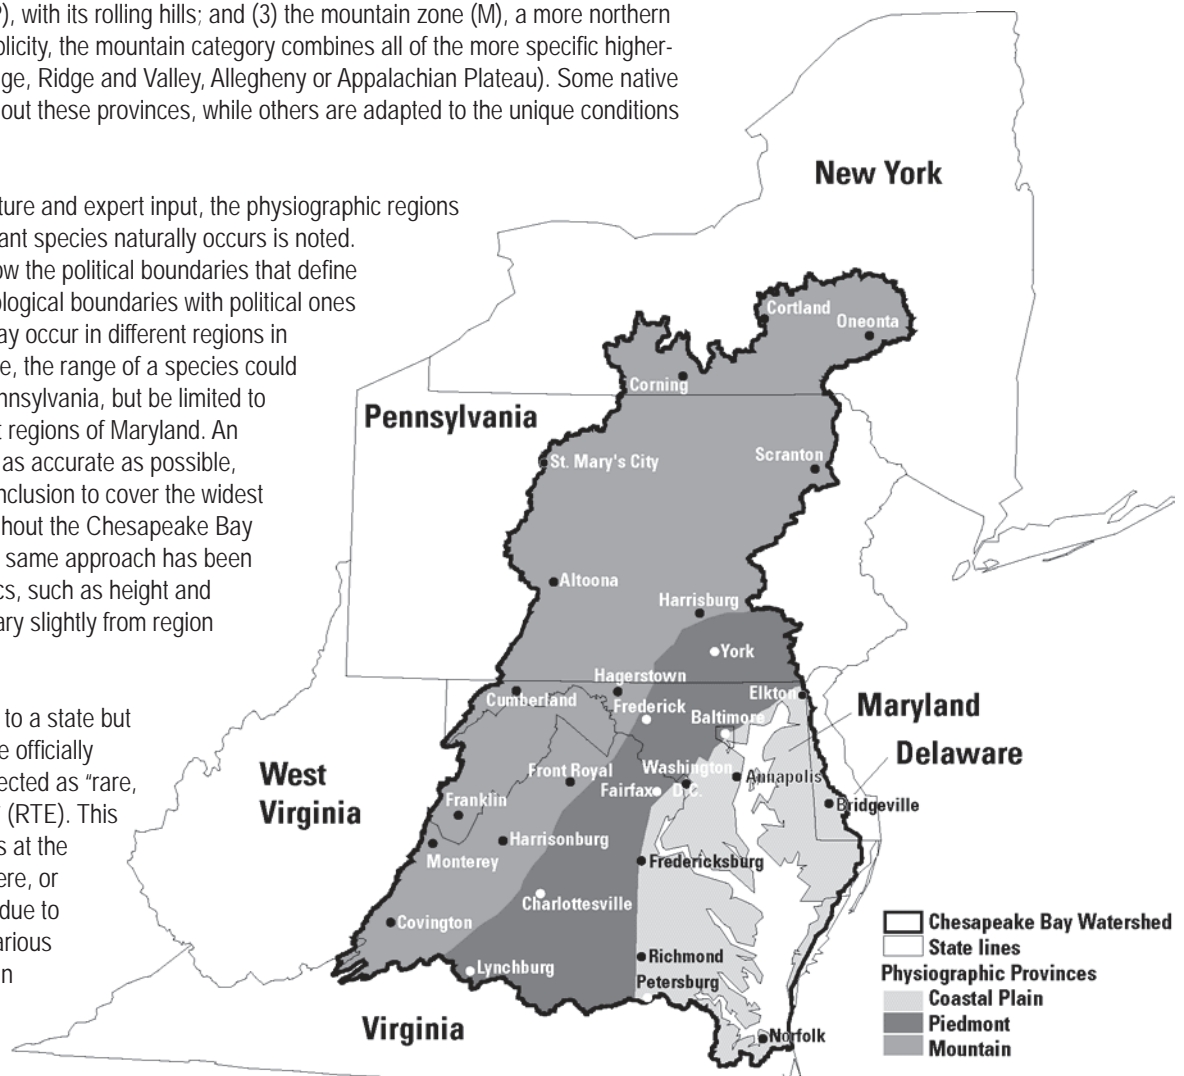 ), with its rolling hills; and (3) the mountain zone (M), a more northern
plicity, the mountain category combines all of the more specific higher-
ge, Ridge and Valley, Allegheny or Appalachian Plateau). Some native
out these provinces, while others are adapted to the unique conditions
ture and expert input, the physiographic regions
ant species naturally occurs is noted.
ow the political boundaries that define
ological boundaries with political ones
ay occur in different regions in
e, the range of a species could
nnsylvania, but be limited to
t regions of Maryland. An
as accurate as possible,
nclusion to cover the widest
ghout the Chesapeake Bay
same approach has been
cs, such as height and
ary slightly from region
to a state but
e officially
ected as “rare,
(RTE). This
s at the
ere, or
due to
arious
n
New York
Cortland
Oneonta
Corning
Pennsylvania
St. Mary's City
Scranton
Altoona
Harrisburg
York
Hagerstown
Cumberland
Frederick
Elkton
Baltimore
Maryland
Delaware
West
Virginia
Front Royal
Washington
D.C.
Fairfax
Annapolis
Franklin
Bridgeville
Harrisonburg
Monterey
Fredericksburg
Charlottesville
Covington
Richmond
Lynchburg
Petersburg
Virginia
Norfolk
Chesapeake Bay Watershed
State lines
Physiographic Provinces
Coastal Plain
Piedmont
Mountain